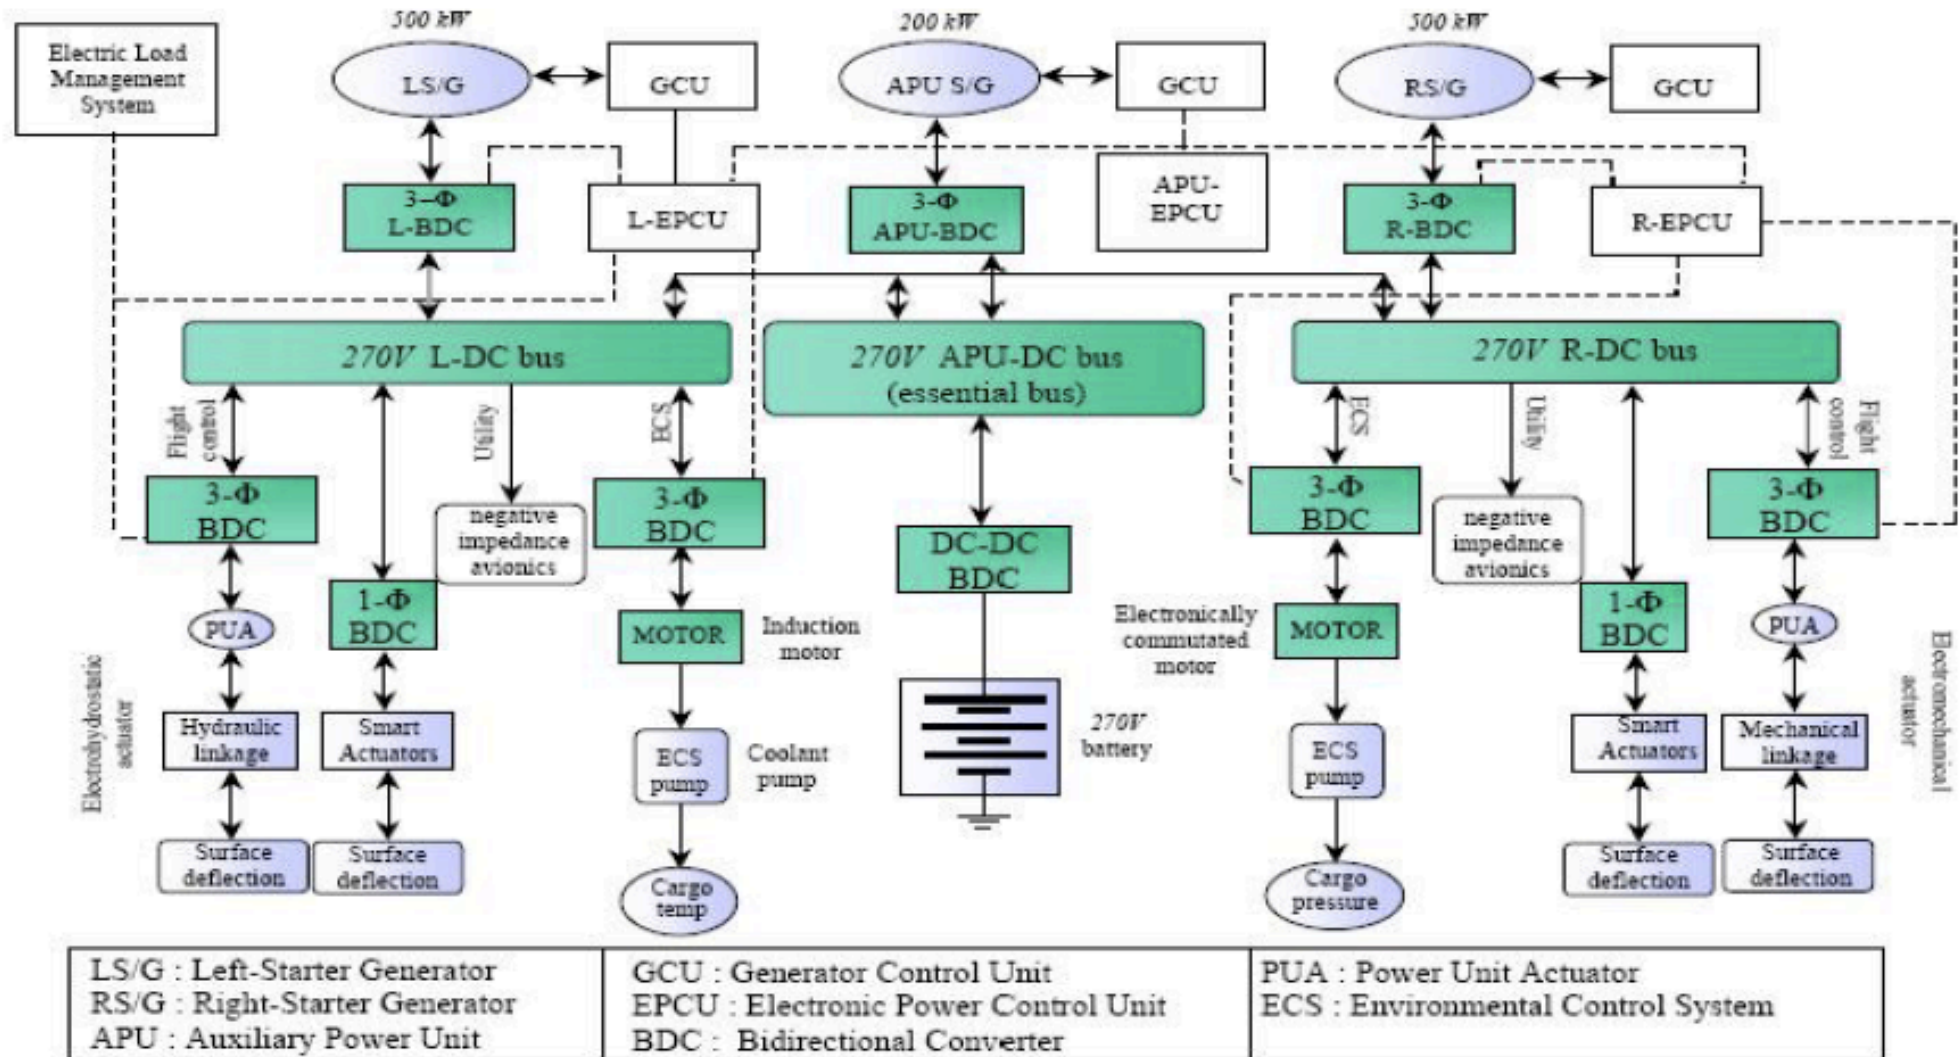 500 kW
200 kW
500 kW
Electric Load
Management
System
LS/G
GCU
APU S/G
GCU
RS/G
GCU
3-Φ
L-BDC
L-EPCU
3-Φ
APU-BDC
APU-
EPCU
3-Φ
R-BDC
R-EPCU
270V L-DC bus
270V APU-DC bus
(essential bus)
270V R-DC bus
Flight
control
Utility
ECS
ECS
Utility
Flight
control
3-Φ
BDC
negative
impedance
avionics
3-Φ
BDC
DC-DC
BDC
3-Φ
BDC
negative
impedance
avionics
3-Φ
BDC
PUA
1-Φ
BDC
MOTOR
Induction
motor
Electronically
commutated
motor
MOTOR
1-Φ
BDC
PUA
Electrohydrostatic
actuator
Hydraulic
linkage
Smart
Actuators
ECS
pump
Coolant
pump
270V
battery
ECS
pump
Smart
Actuators
Mechanical
linkage
Electromechanical
actuator
Surface
deflection
Surface
deflection
Cargo
temp
Cargo
pressure
Surface
deflection
Surface
deflection
LS/G : Left-Starter Generator
RS/G : Right-Starter Generator
APU : Auxiliary Power Unit
GCU : Generator Control Unit
EPCU : Electronic Power Control Unit
BDC : Bidirectional Converter
PUA : Power Unit Actuator
ECS : Environmental Control System